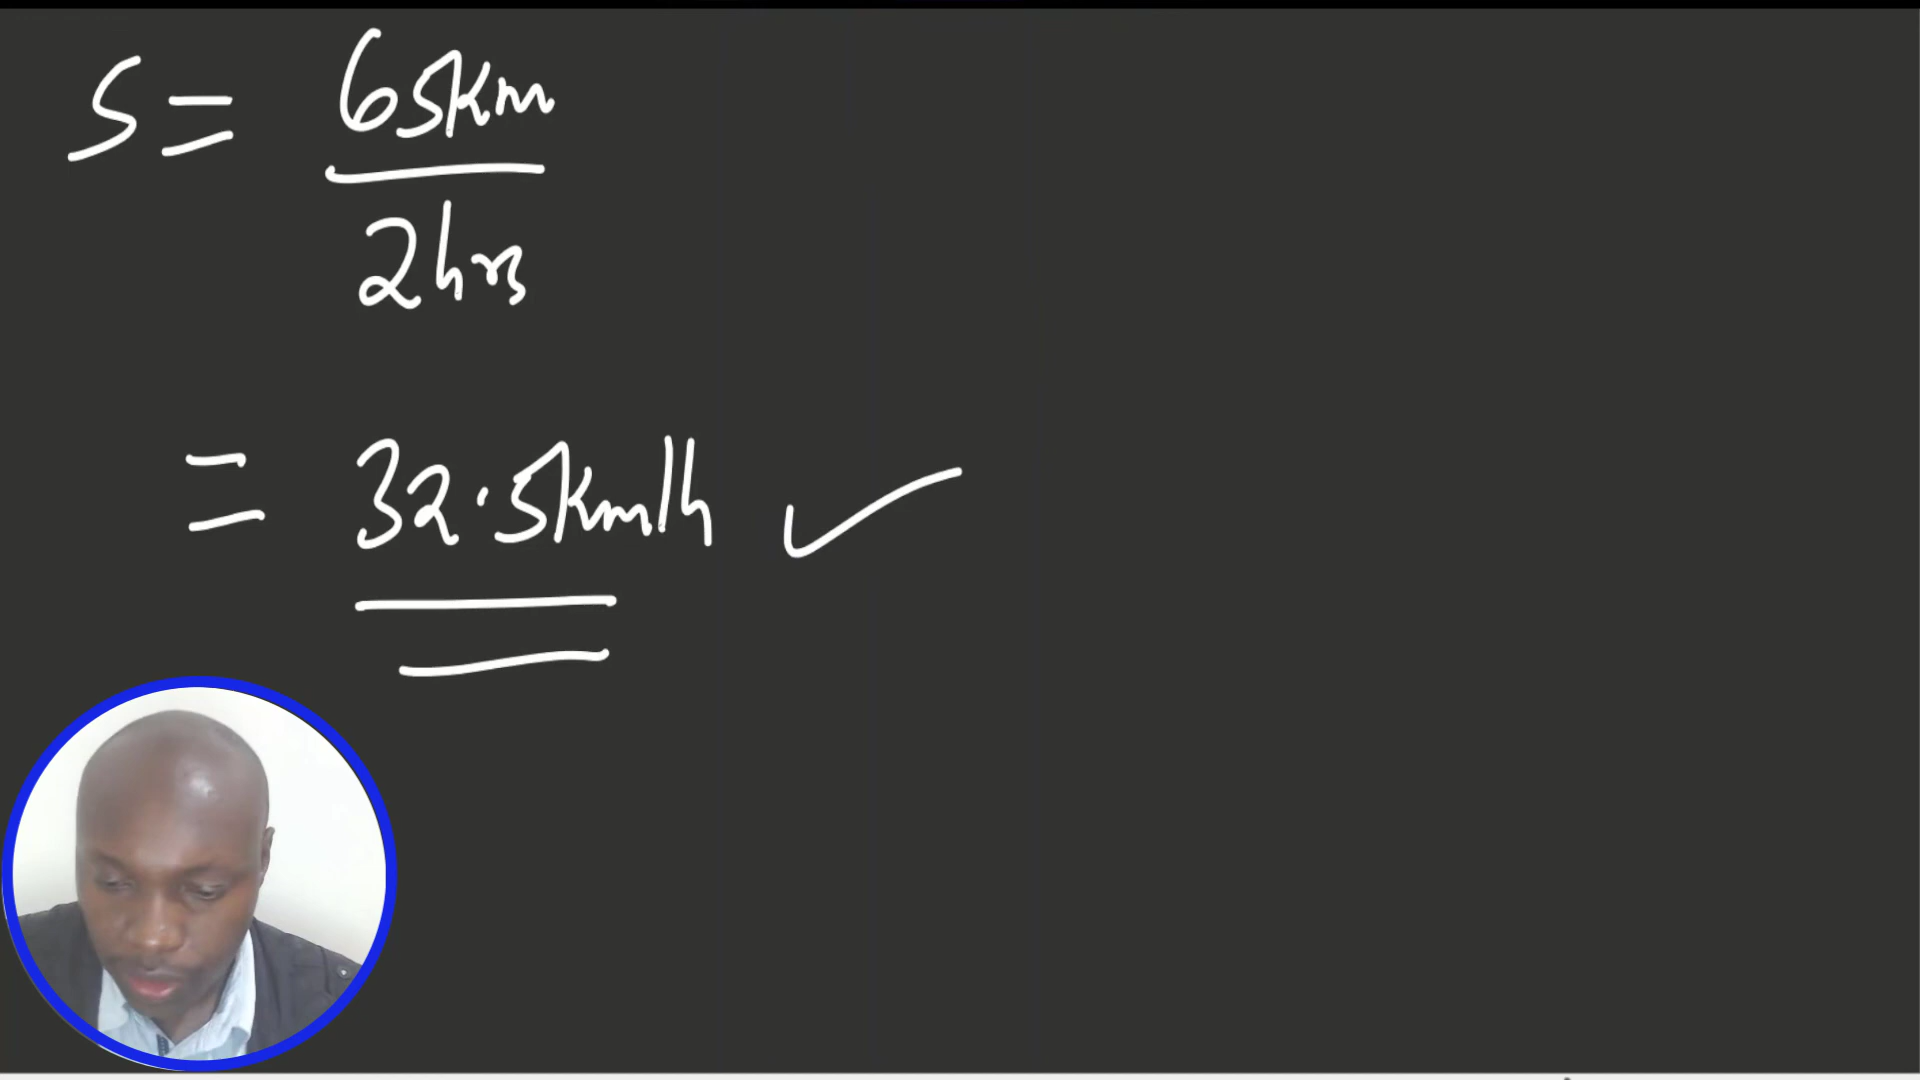 S = 65km
2hrs
= 32.5km/h ✓